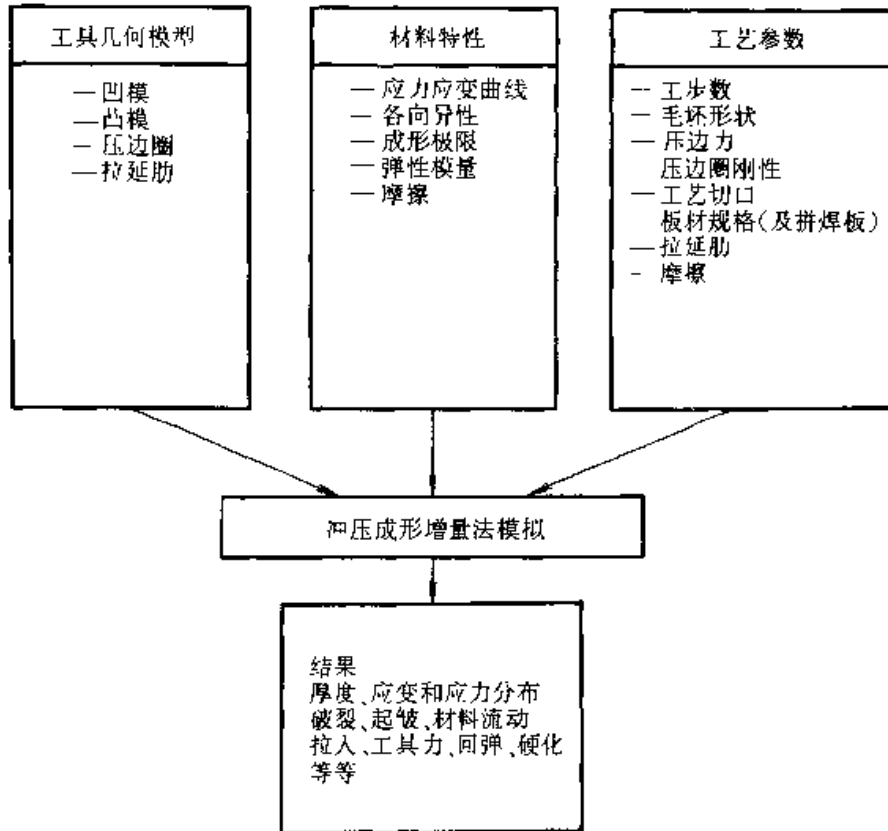 工具几何模型
—凹模
—凸模
-压边圈
—拉延肋
材料特性
—应力应变曲线
—各向异性
—成形极限
—弹性模量
—摩擦
工艺参数
-- 工步数
- 毛坯形状
- 压边力
压边圈刚性
—工艺切口
板材规格(及拼焊板)
—拉延肋
- 摩擦
冲压成形增量法模拟
结果
厚度、应变和应力分布
破裂、起皱、材料流动
拉入、工具力、回弹、硬化
等等